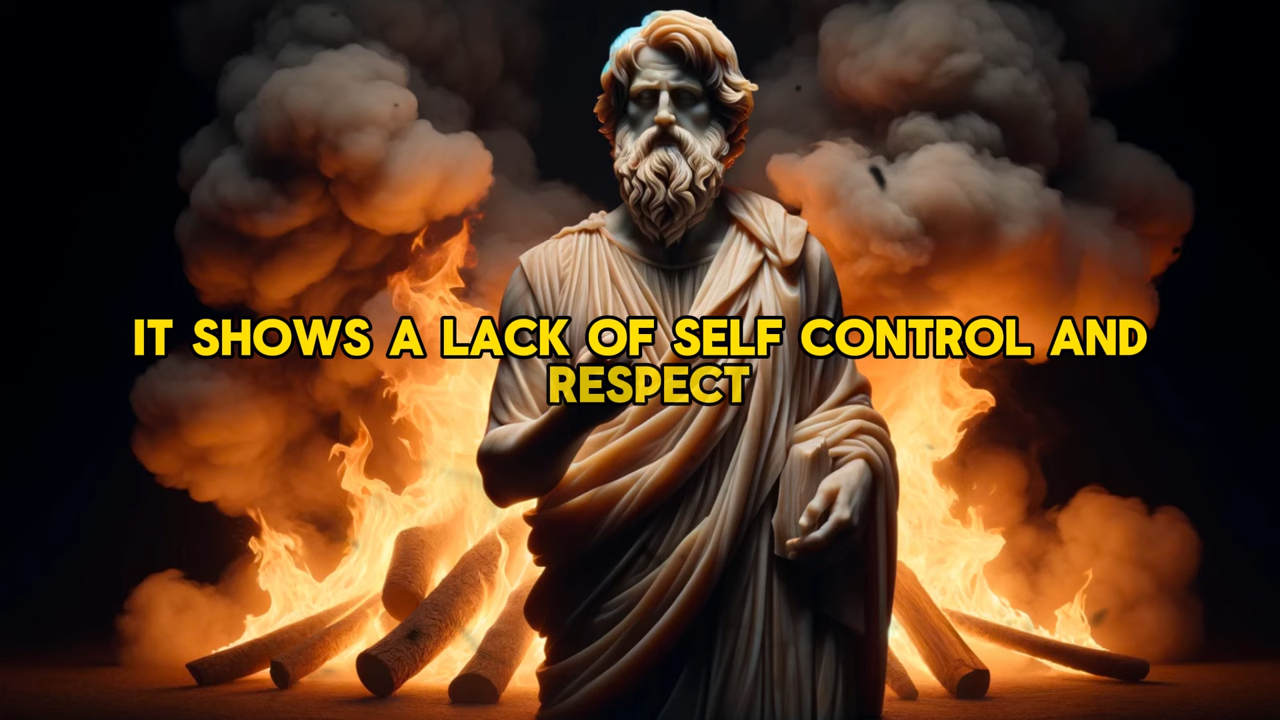 IT SHOWS A LACK OF SELF CONTROL AND
RESPECT